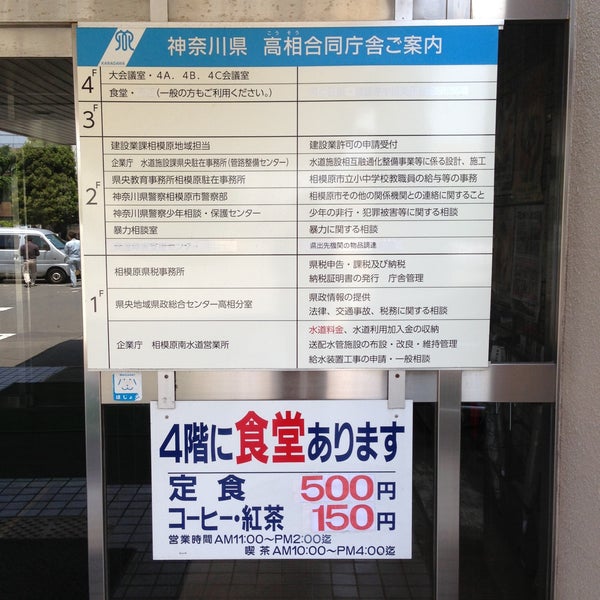 KANAGAWA
神奈川県 高相合同庁舎ご案内
こう そう
4F 大会議室・4A. 4B. 4C会議室
食堂・ (一般の方もご利用ください。)
3F
2F
建設業課相模原地域担当 建設業許可の申請受付
企業庁 水道施設課県央駐在事務所(管路整備センター) 水道施設相互融通化整備事業等に係る設計、施工
県央教育事務所相模原駐在事務所 相模原市立小中学校教職員の給与等の事務
神奈川県警察相模原市警察部 相模原市その他の関係機関との連絡に関すること
神奈川県警察少年相談・保護センター 少年の非行・犯罪被害等に関する相談
暴力相談室 暴力に関する相談
県出先機関の物品調達
1F
相模原県税事務所 県税申告・課税及び納税
納税証明書の発行 庁舎管理
県央地域県政総合センター高相分室 県政情報の提供
法律、交通事故、税務に関する相談
企業庁 相模原南水道営業所 水道料金、水道利用加入金の収納
送配水管施設の布設・改良・維持管理
給水装置工事の申請・一般相談
4階に食堂あります
定食 500円
コーヒー・紅茶 150円
営業時間 AM11:00〜PM2:00迄
喫茶 AM10:00〜PM4:00迄